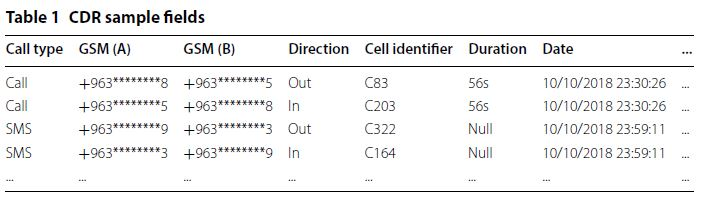 Table 1 CDR sample fields
Call type GSM (A) GSM (B) Direction Cell identifier Duration Date ...
Call +963********8 +963********5 Out C83 56s 10/10/2018 23:30:26 ...
Call +963********5 +963********8 In C203 56s 10/10/2018 23:30:26 ...
SMS +963********9 +963********3 Out C322 Null 10/10/2018 23:59:11 ...
SMS +963********3 +963********9 In C164 Null 10/10/2018 23:59:11 ...
... ... ... ... ... ... ... ...